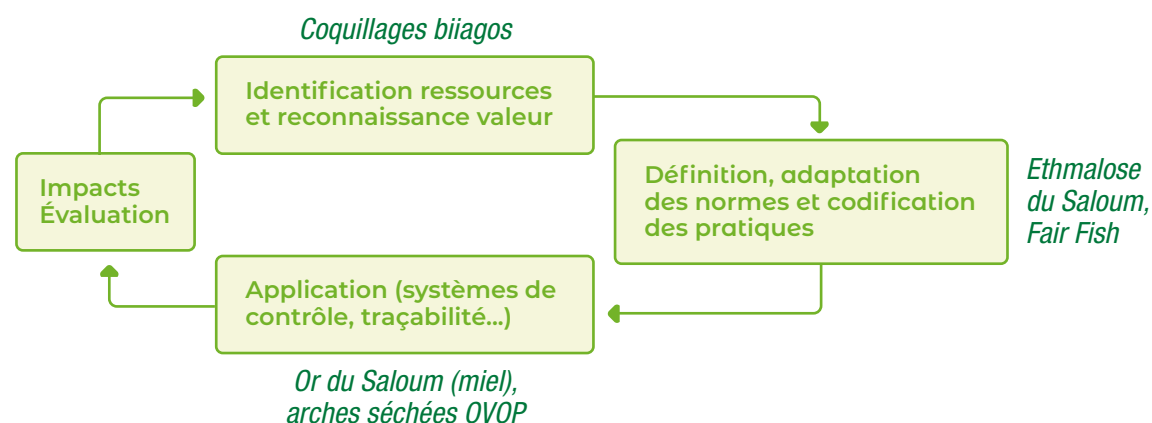 Coquillages biiagos
Identification ressources
et reconnaissance valeur
Définition, adaptation
des normes et codification
des pratiques
Ethmalose
du Saloum,
Fair Fish
Impacts
Évaluation
Application (systèmes de
contrôle, traçabilité...)
Or du Saloum (miel),
arches séchées OVOP